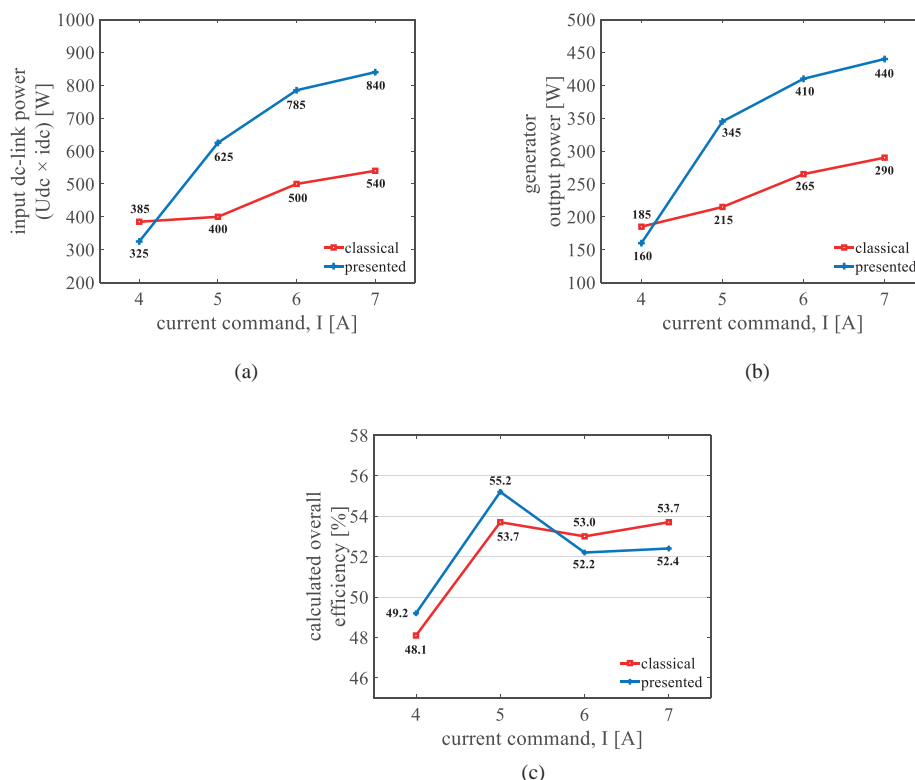 1000
900
800
700
600
500
400
300
200
input dc-link power
(Udc × idc) [W]
385
325
625
400
785
500
840
540
classical
presented
4 5 6 7
current command, I [A]
(a)
450
400
350
300
250
200
150
100
generator
output power [W]
185
160
345
215
410
265
440
290
classical
presented
4 5 6 7
current command, I [A]
(b)
58
56
54
52
50
48
46
calculated overall
efficiency [%]
49.2
48.1
55.2
53.7
53.0
52.2
53.7
52.4
classical
presented
4 5 6 7
current command, I [A]
(c)